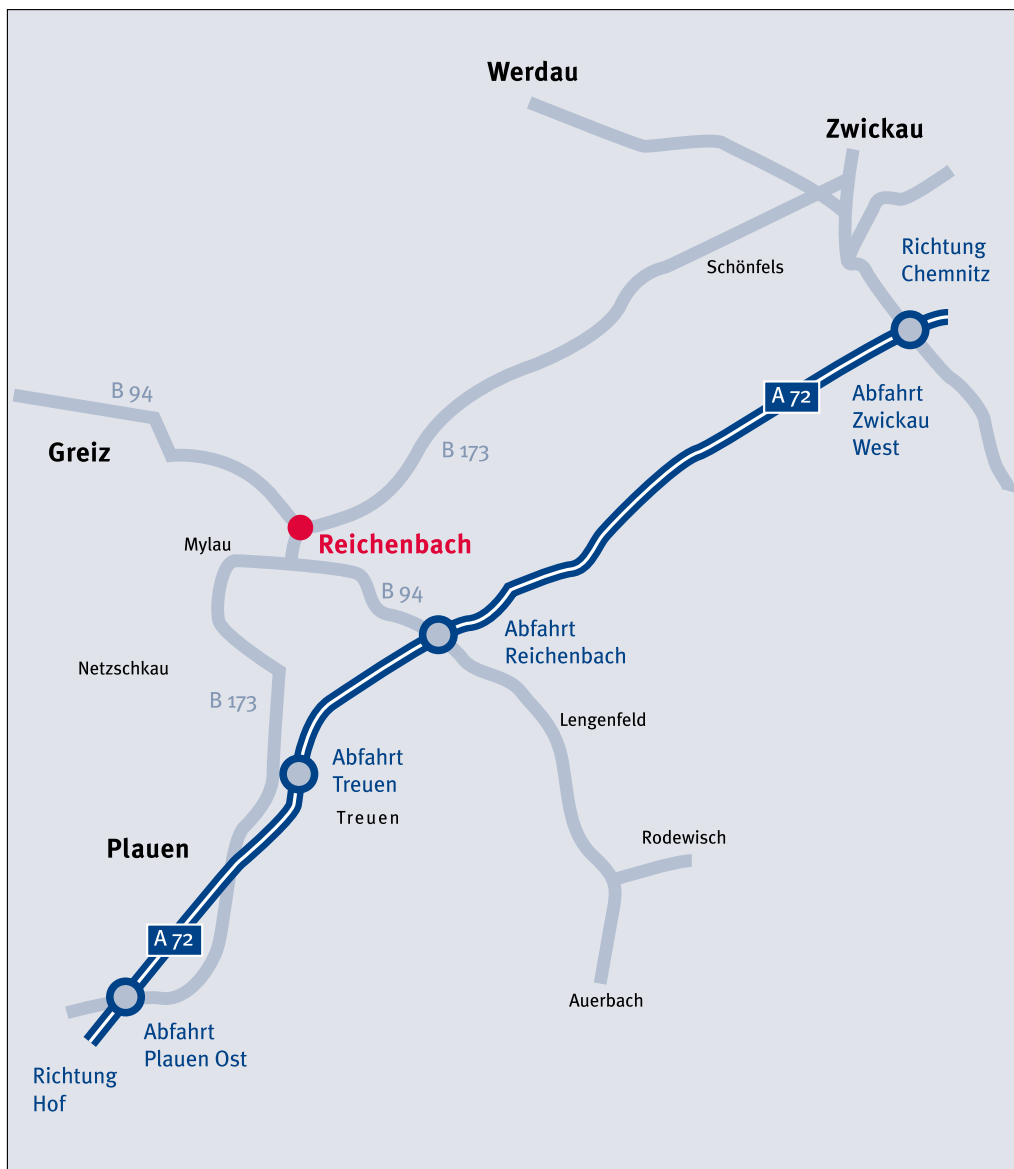 Werdau
Zwickau
Richtung
Chemnitz
Schönfels
B 94
A 72
Abfahrt
Zwickau
West
Greiz
B 173
Mylau
Reichenbach
B 94
Abfahrt
Reichenbach
Netzschkau
B 173
Lengenfeld
Abfahrt
Treuen
Treuen
Rodewisch
Plauen
A 72
Auerbach
Abfahrt
Plauen Ost
Richtung
Hof